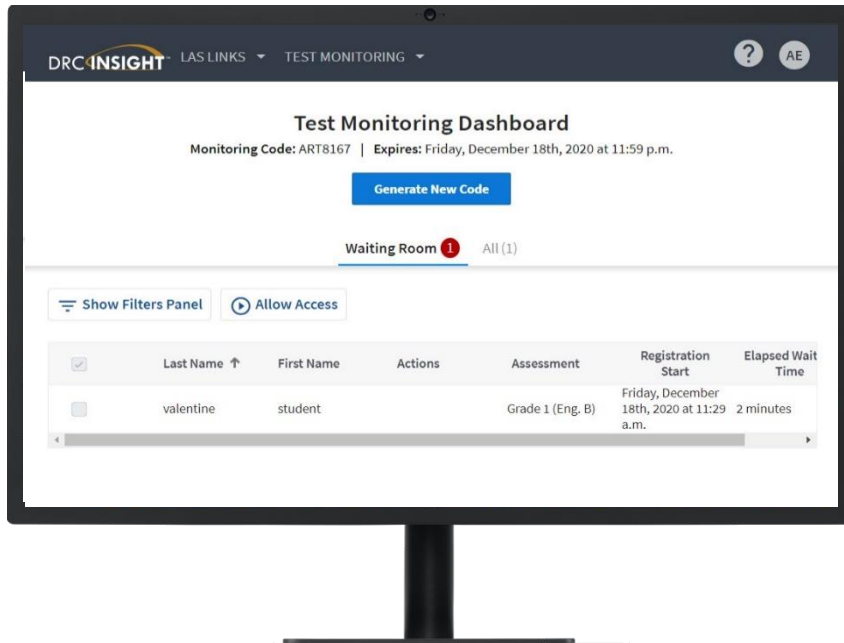 DRC INSIGHT LAS LINKS TEST MONITORING ? AE
Test Monitoring Dashboard
Monitoring Code: ART8167 | Expires: Friday, December 18th, 2020 at 11:59 p.m.
Generate New Code
Waiting Room 1 All (1)
Show Filters Panel Allow Access
Last Name First Name Actions Assessment Registration Start Elapsed Wait Time
valentine student Grade 1 (Eng. B) Friday, December 18th, 2020 at 11:29 a.m. 2 minutes